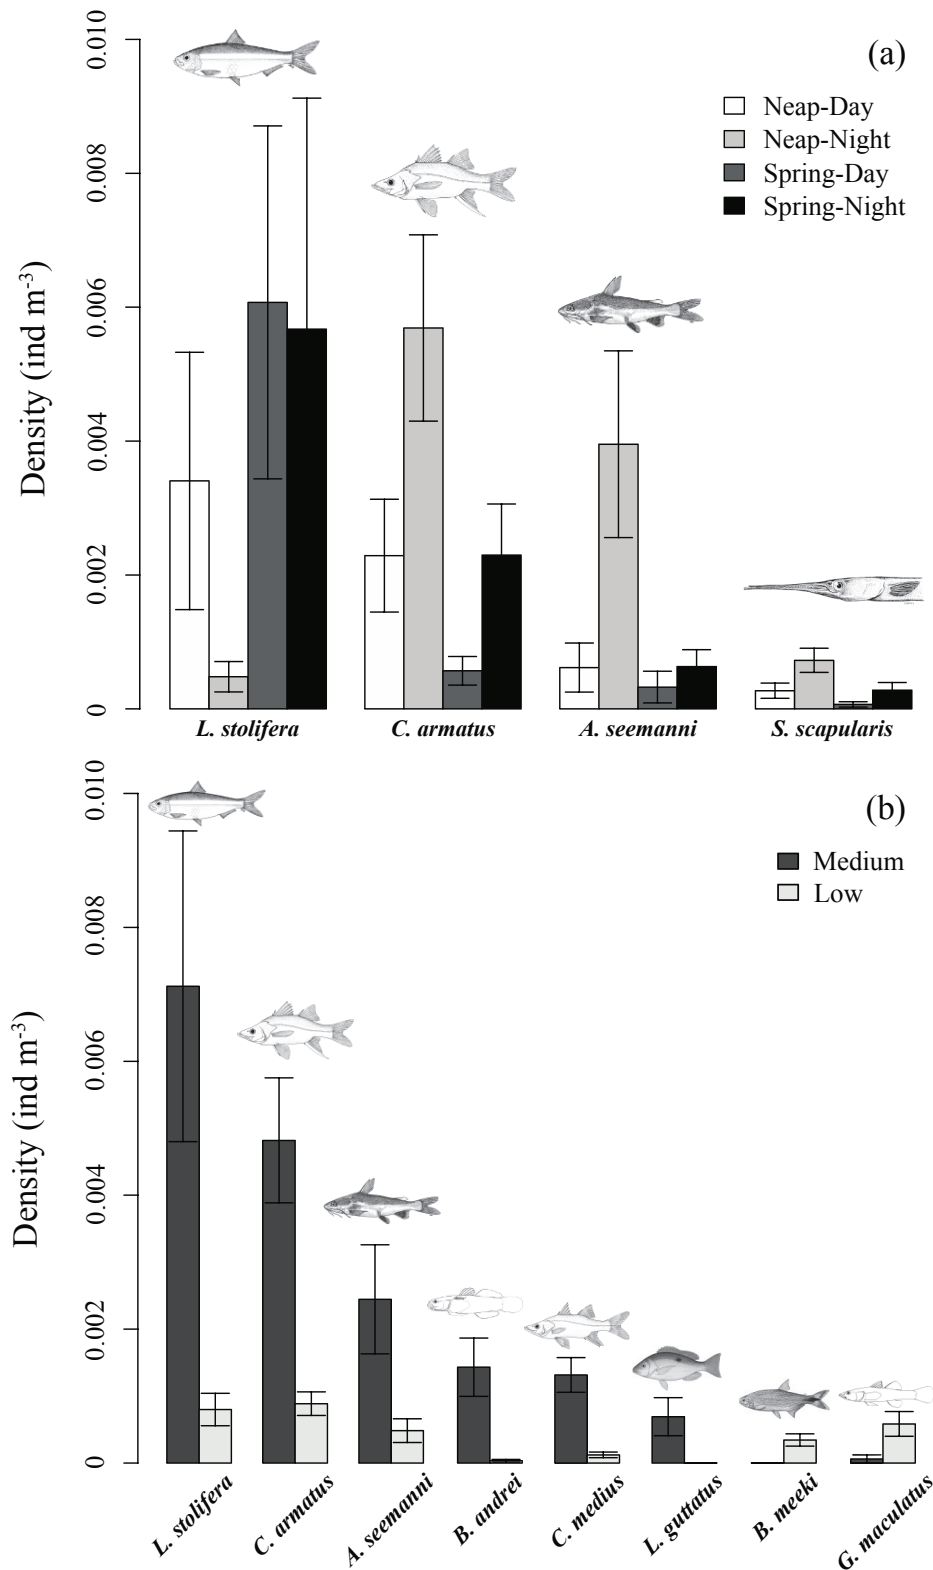 (a)
Neap-Day
Neap-Night
Spring-Day
Spring-Night
Density (ind m-3)
0.010
0.008
0.006
0.004
0.002
0
L. stolifera C. armatus A. seemanni S. scapularis
(b)
Medium
Low
Density (ind m-3)
0.010
0.008
0.006
0.004
0.002
0
L. stolifera C. armatus A. seemanni B. andrei C. medius L. guttatus B. meeki G. maculatus